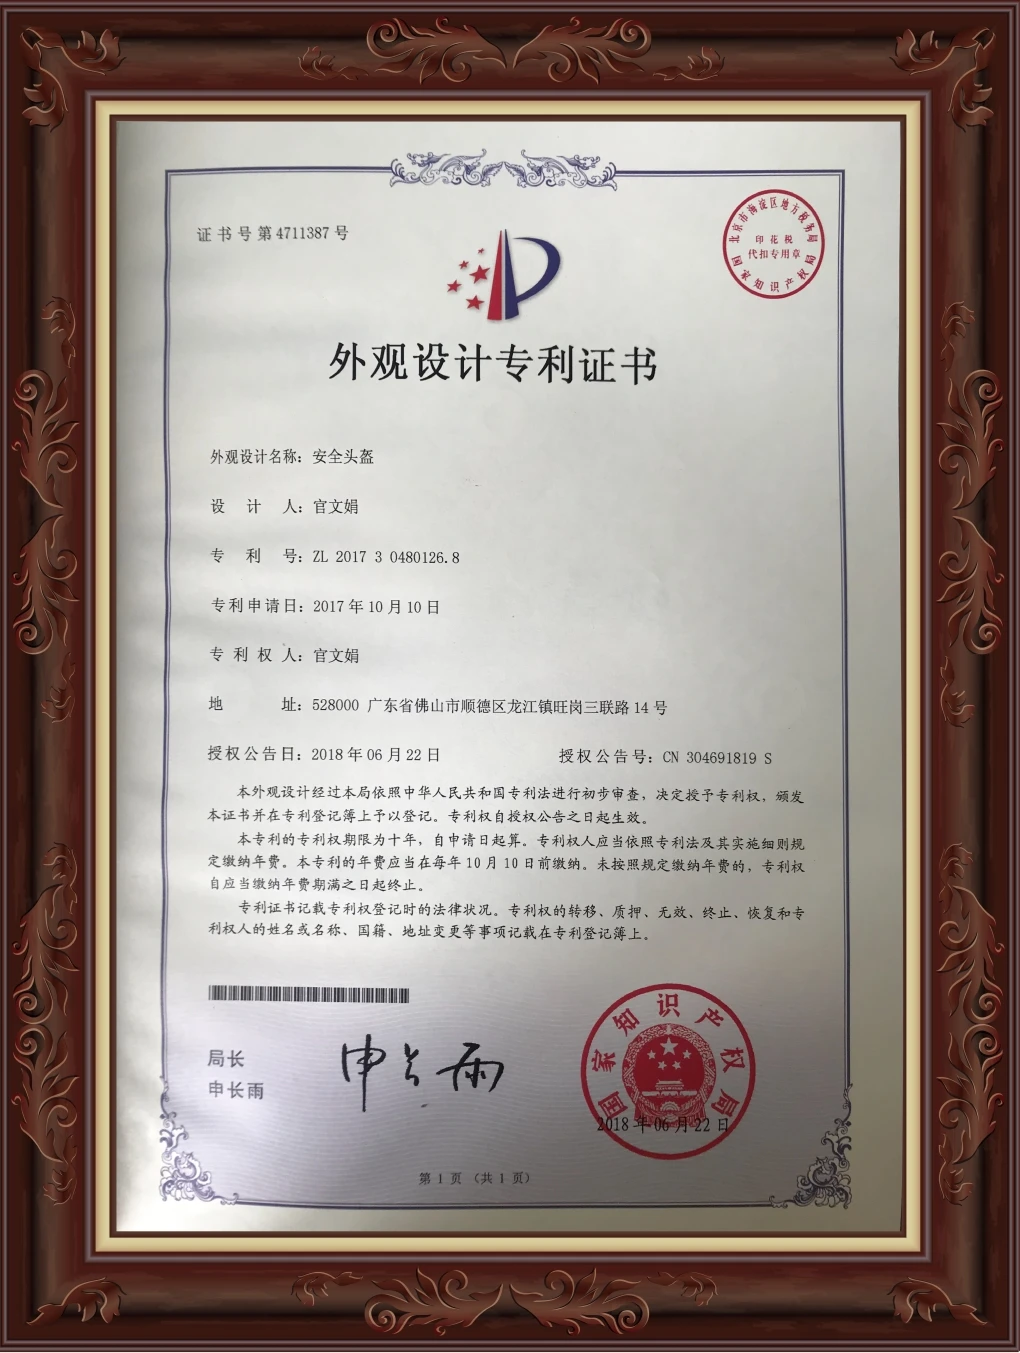 证书号第4711387号
北京市海淀区地方税务局
印花税
代扣专用章
国家知识产权局
外观设计专利证书
外观设计名称：安全头盔
设计人：官文娟
专利号：ZL 2017 3 0480126.8
专利申请日：2017年10月10日
专利权人：官文娟
地址：528000 广东省佛山市顺德区龙江镇旺岗三联路14号
授权公告日：2018年06月22日 授权公告号：CN 304691819 S
本外观设计经过本局依照中华人民共和国专利法进行初步审查，决定授予专利权，颁发
本证书并在专利登记簿上予以登记。专利权自授权公告之日起生效。
本专利的专利权期限为十年，自申请日起算。专利权人应当依照专利法及其实施细则规
定缴纳年费。本专利的年费应当在每年10月10日前缴纳。未按照规定缴纳年费的，专利权
自应当缴纳年费期满之日起终止。
专利证书记载专利权登记时的法律状况。专利权的转移、质押、无效、终止、恢复和专
利权人的姓名或名称、国籍、地址变更等事项记载在专利登记簿上。
局长
申长雨
申长雨
国家知识产权局
2018年06月22日
第1页（共1页）